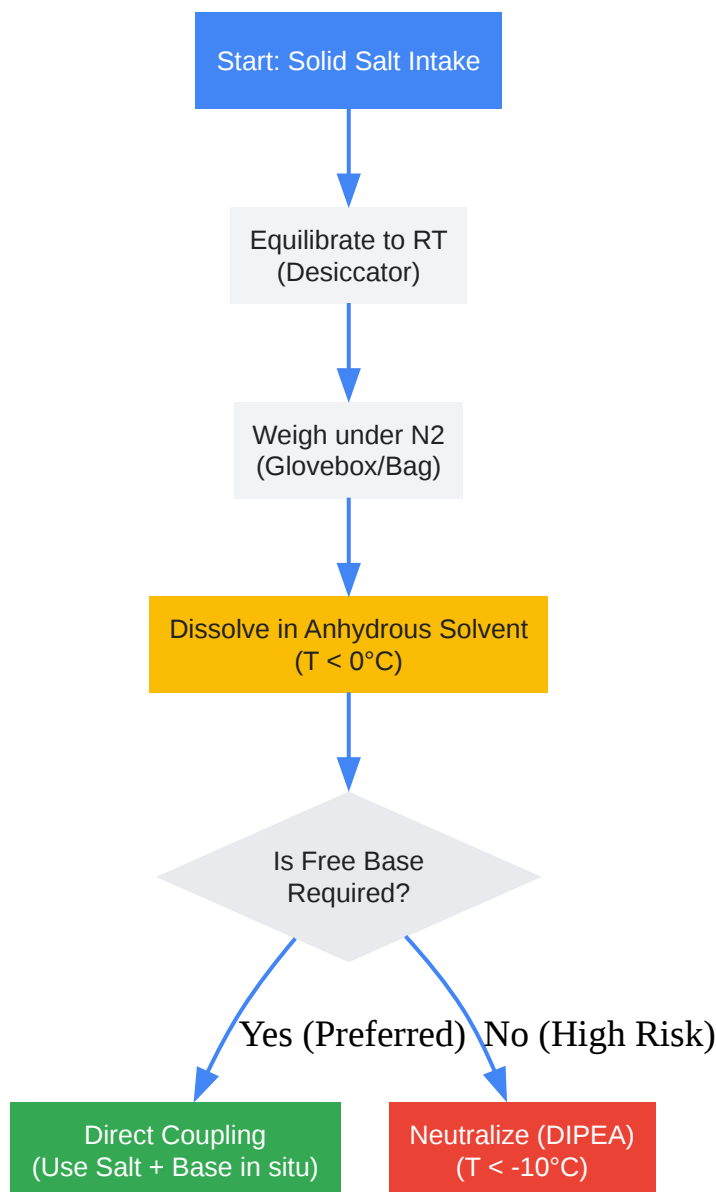 Start: Solid Salt Intake
Equilibrate to RT
(Desiccator)
Weigh under N2
(Glovebox/Bag)
Dissolve in Anhydrous Solvent
(T < 0°C)
Is Free Base
Required?
Yes (Preferred)
No (High Risk)
Direct Coupling
(Use Salt + Base in situ)
Neutralize (DIPEA)
(T < -10°C)